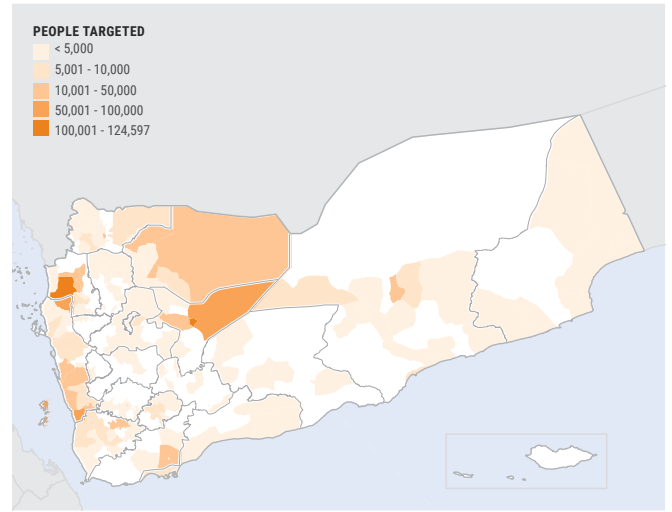 PEOPLE TARGETED
< 5,000
5,001 - 10,000
10,001 - 50,000
50,001 - 100,000
100,001 - 124,597